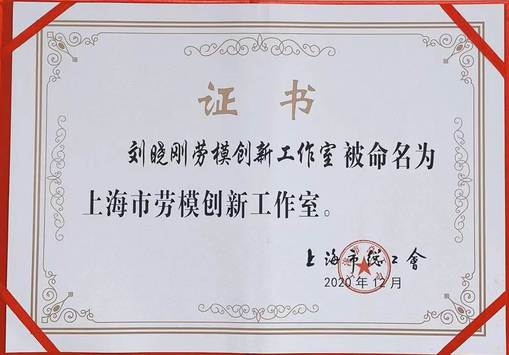 证书
刘晓刚劳模创新工作室被命名为
上海市劳模创新工作室。
上海市总工会
2020年12月